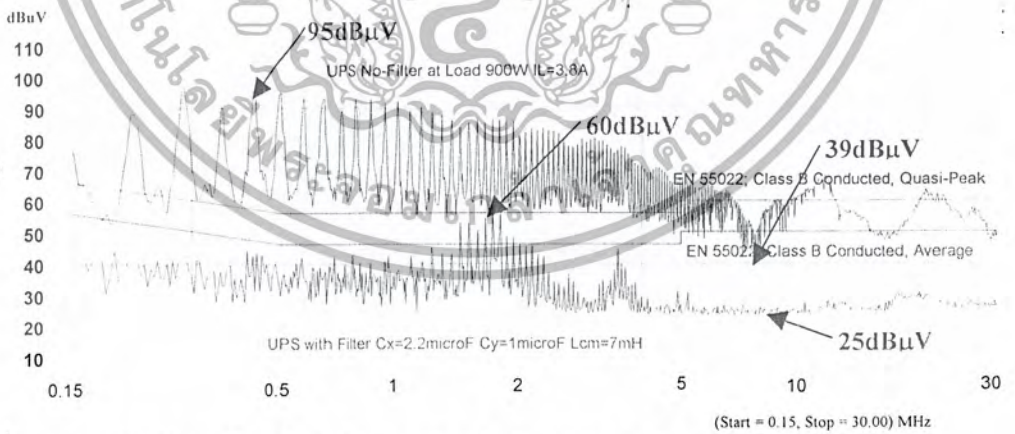 dBuV
95dBµV
110
UPS No-Filter at Load 900W IL=3.8A
100
90
80
60dBµV
39dBµV
70
EN 55022; Class B Conducted, Quasi-Peak
60
50
EN 55022; Class B Conducted, Average
40
30
25dBµV
20
UPS with Filter Cx=2.2microF Cy=1microF Lcm=7mH
10
0.15
0.5
1
2
5
10
30
(Start = 0.15, Stop = 30.00) MHz